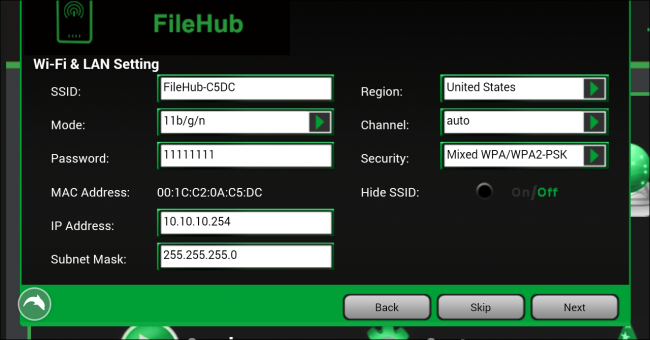 FileHub
Wi-Fi & LAN Setting
SSID: FileHub-C5DC Region: United States
Mode: 11b/g/n Channel: auto
Password: 11111111 Security: Mixed WPA/WPA2-PSK
MAC Address: 00:1C:C2:0A:C5:DC Hide SSID: On/Off
IP Address: 10.10.10.254
Subnet Mask: 255.255.255.0
Back Skip Next